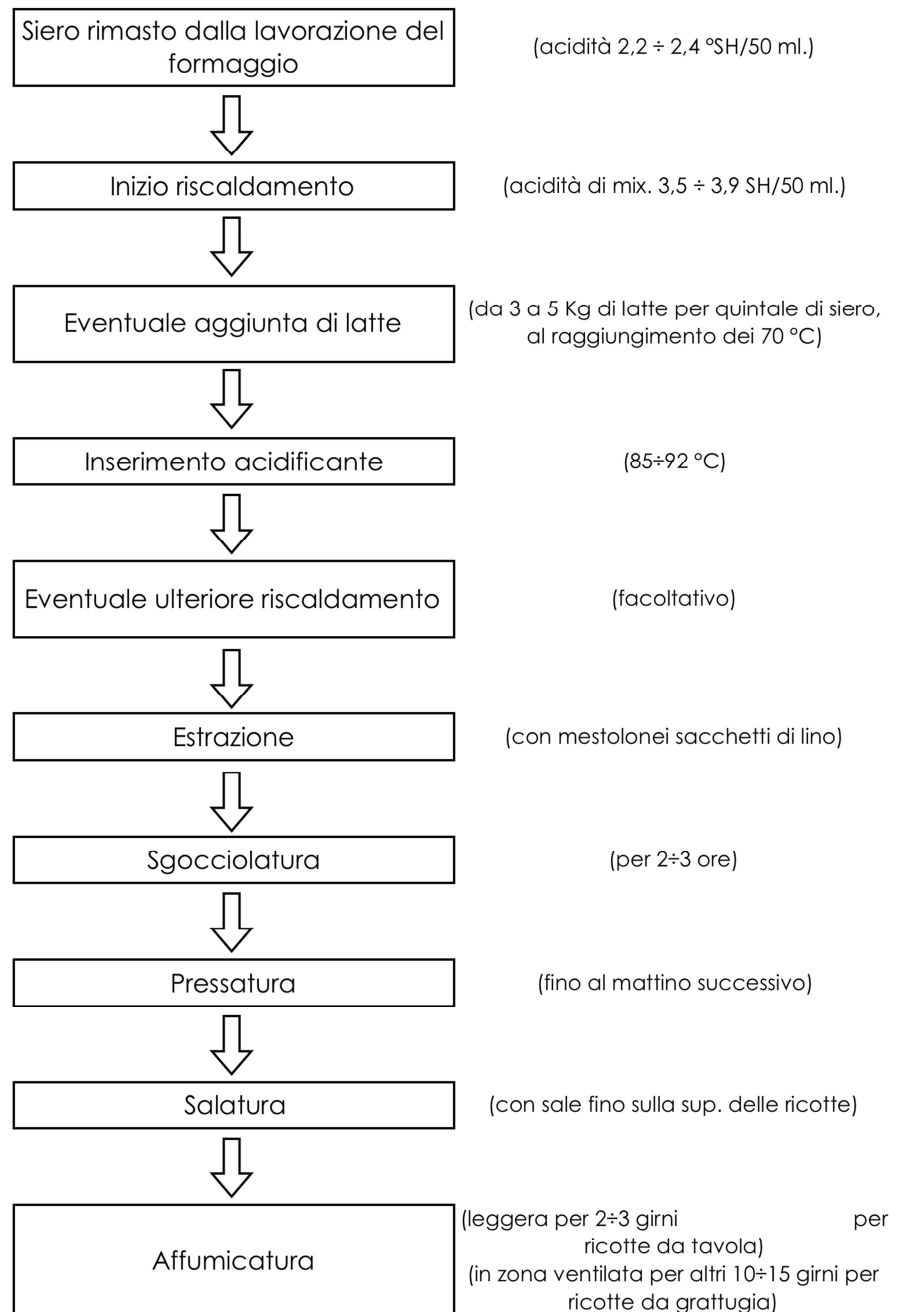 Siero rimasto dalla lavorazione del
formaggio
(acidità 2,2 ÷ 2,4 °SH/50 ml.)
Inizio riscaldamento
(acidità di mix. 3,5 ÷ 3,9 SH/50 ml.)
Eventuale aggiunta di latte
(da 3 a 5 Kg di latte per quintale di siero,
al raggiungimento dei 70 °C)
Inserimento acidificante
(85÷92 °C)
Eventuale ulteriore riscaldamento
(facoltativo)
Estrazione
(con mestolonei sacchetti di lino)
Sgocciolatura
(per 2÷3 ore)
Pressatura
(fino al mattino successivo)
Salatura
(con sale fino sulla sup. delle ricotte)
Affumicatura
(leggera per 2÷3 girni per
ricotte da tavola)
(in zona ventilata per altri 10÷15 girni per
ricotte da grattugia)